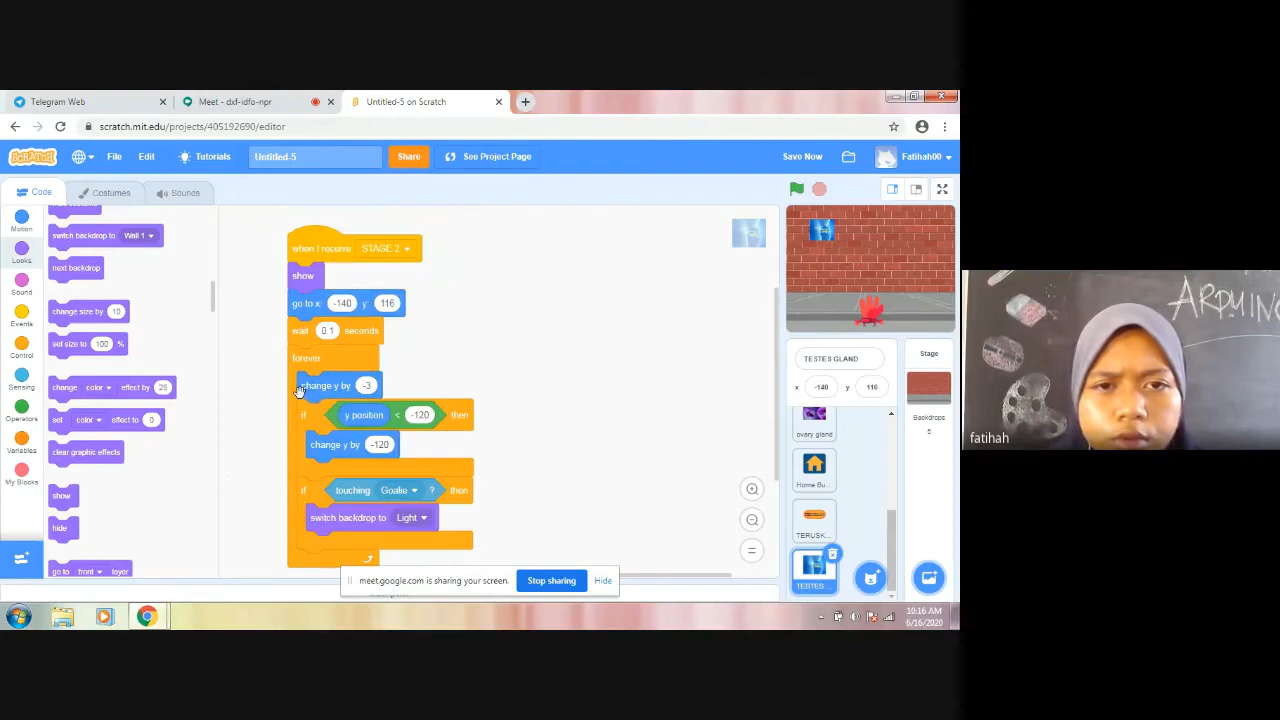 Telegram Web
Meet - dxf-idfo-npr
Untitled-5 on Scratch
scratch.mit.edu/projects/405192690/editor
SCRATCH
File
Edit
Tutorials
Untitled-5
Share
See Project Page
Save Now
Fatihah00
Code
Costumes
Sounds
Motion
Looks
Sound
Events
Control
Sensing
Operators
Variables
My Blocks
switch backdrop to Wall 1
next backdrop
change size by 10
set size to 100 %
change color effect by 25
set color effect to 0
clear graphic effects
show
hide
go to front layer
when I receive STAGE 2
show
go to x: -140 y: 116
wait 0.1 seconds
forever
change y by -3
if y position < -120 then
change y by -120
if touching Goalie ? then
switch backdrop to Light
TESTES GLAND
x -140 y 116
Stage
Backdrops
5
ovary gland
Home Bu...
TERUSK...
TESTES
meet.google.com is sharing your screen.
Stop sharing
Hide
10:16 AM
6/16/2020
fatihah